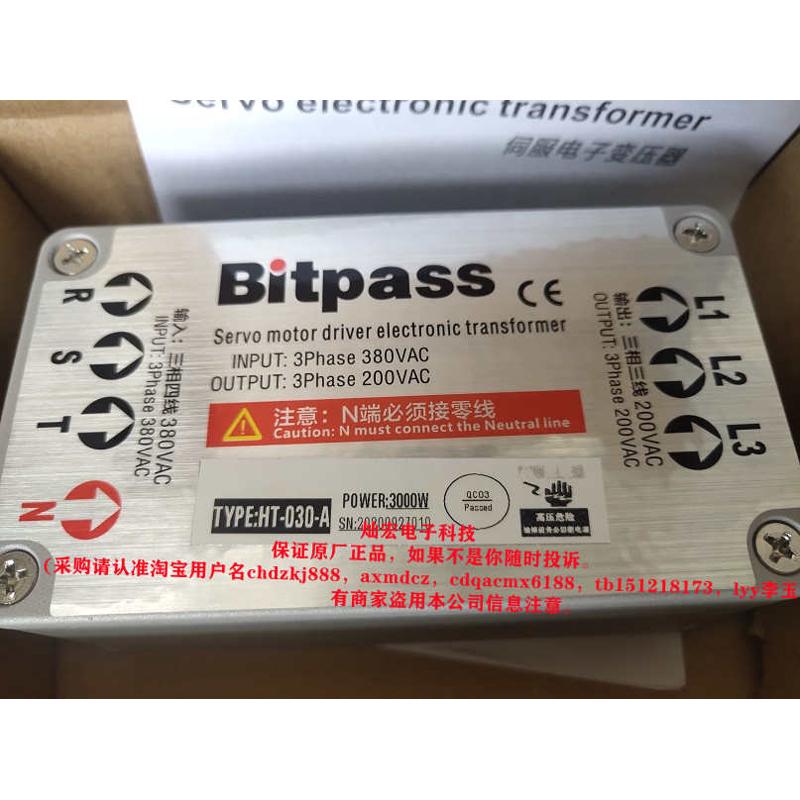 Servo electronic transformer
伺服电子变压器
Bitpass CE
Servo motor driver electronic transformer
INPUT: 3Phase 380VAC
OUTPUT: 3Phase 200VAC
注意：N端必须接零线
Caution: N must connect the Neutral line
R
S
T
N
输入：三相四线 380VAC
INPUT: 3Phase 380VAC
输出：三相三线 200VAC
OUTPUT: 3Phase 200VAC
L1
L2
L3
TYPE:HT-030-A
POWER:3000W
SN:20200927010
QC03
Passed
高压危险
灿宏电子科技
保证原厂正品，如果不是你随时投诉。
(采购请认准淘宝用户名chdzkj888，axmdcz，cdqacmx6188，tb151218173，lyy李玉
有商家盗用本公司信息注意。